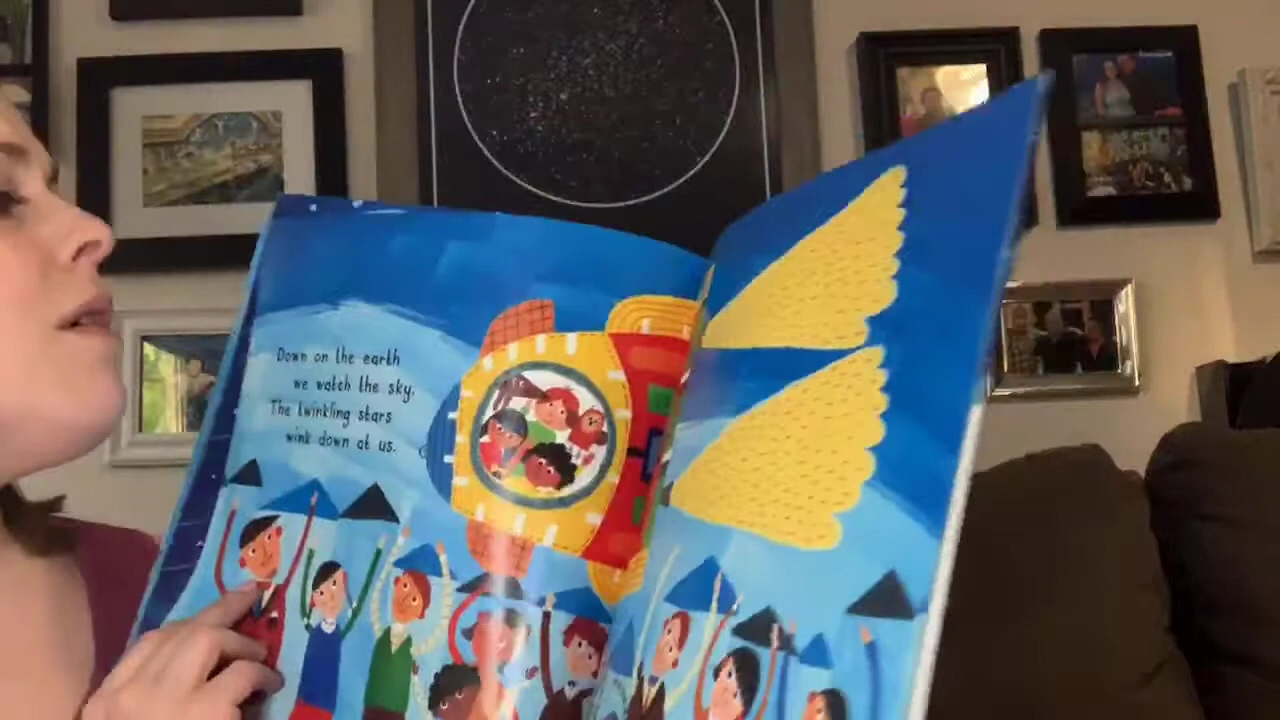 Down on the earth
we watch the sky.
The twinkling stars
wink down at us.